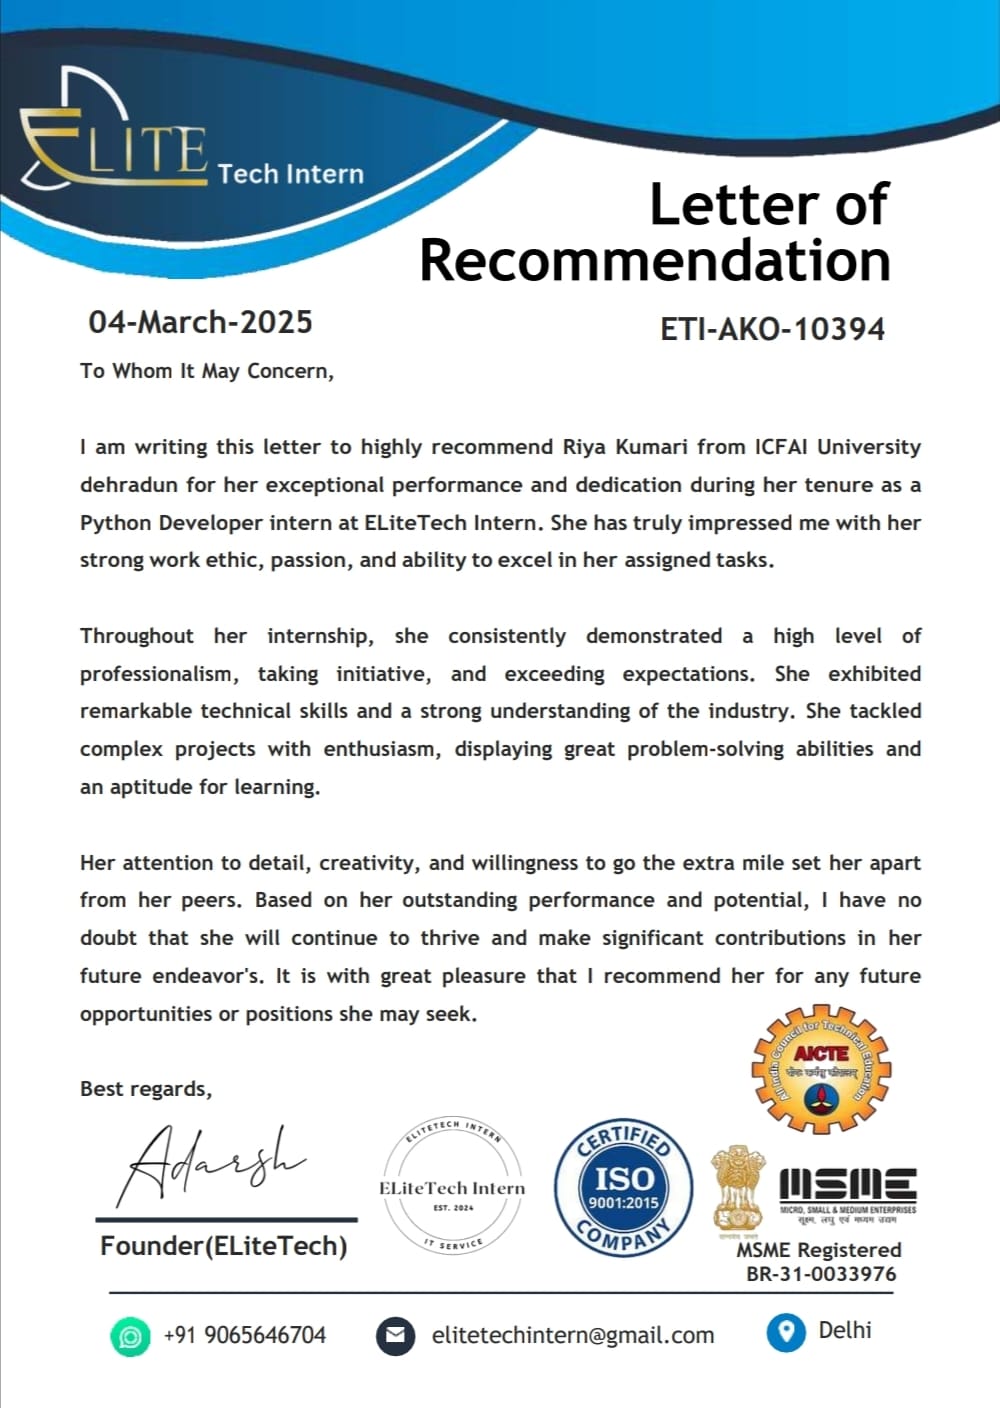 ELITE Tech Intern
Letter of
Recommendation
04-March-2025
ETI-AKO-10394
To Whom It May Concern,
I am writing this letter to highly recommend Riya Kumari from ICFAI University
dehradun for her exceptional performance and dedication during her tenure as a
Python Developer intern at ELiteTech Intern. She has truly impressed me with her
strong work ethic, passion, and ability to excel in her assigned tasks.
Throughout her internship, she consistently demonstrated a high level of
professionalism, taking initiative, and exceeding expectations. She exhibited
remarkable technical skills and a strong understanding of the industry. She tackled
complex projects with enthusiasm, displaying great problem-solving abilities and
an aptitude for learning.
Her attention to detail, creativity, and willingness to go the extra mile set her apart
from her peers. Based on her outstanding performance and potential, I have no
doubt that she will continue to thrive and make significant contributions in her
future endeavor's. It is with great pleasure that I recommend her for any future
opportunities or positions she may seek.
All India Council for Technical Education
AICTE
योगः कर्मसु कौशलम्
Best regards,
Adarsh
Founder(ELiteTech)
ELITETECH INTERN
ELiteTech Intern
EST. 2024
IT SERVICE
CERTIFIED
ISO
9001:2015
COMPANY
सत्यमेव जयते
MSME
MICRO, SMALL & MEDIUM ENTERPRISES
सूक्ष्म, लघु एवं मध्यम उद्यम
MSME Registered
BR-31-0033976
+91 9065646704
elitetechintern@gmail.com
Delhi